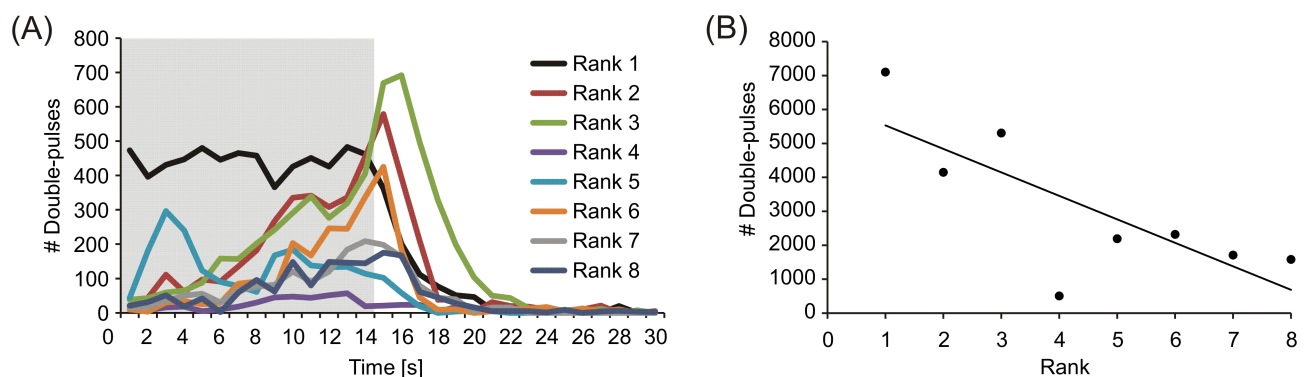 (A)
# Double-pulses
800
700
600
500
400
300
200
100
0
0 2 4 6 8 10 12 14 16 18 20 22 24 26 28 30
Time [s]
Rank 1
Rank 2
Rank 3
Rank 4
Rank 5
Rank 6
Rank 7
Rank 8
(B)
# Double-pulses
8000
7000
6000
5000
4000
3000
2000
1000
0
0 1 2 3 4 5 6 7 8
Rank